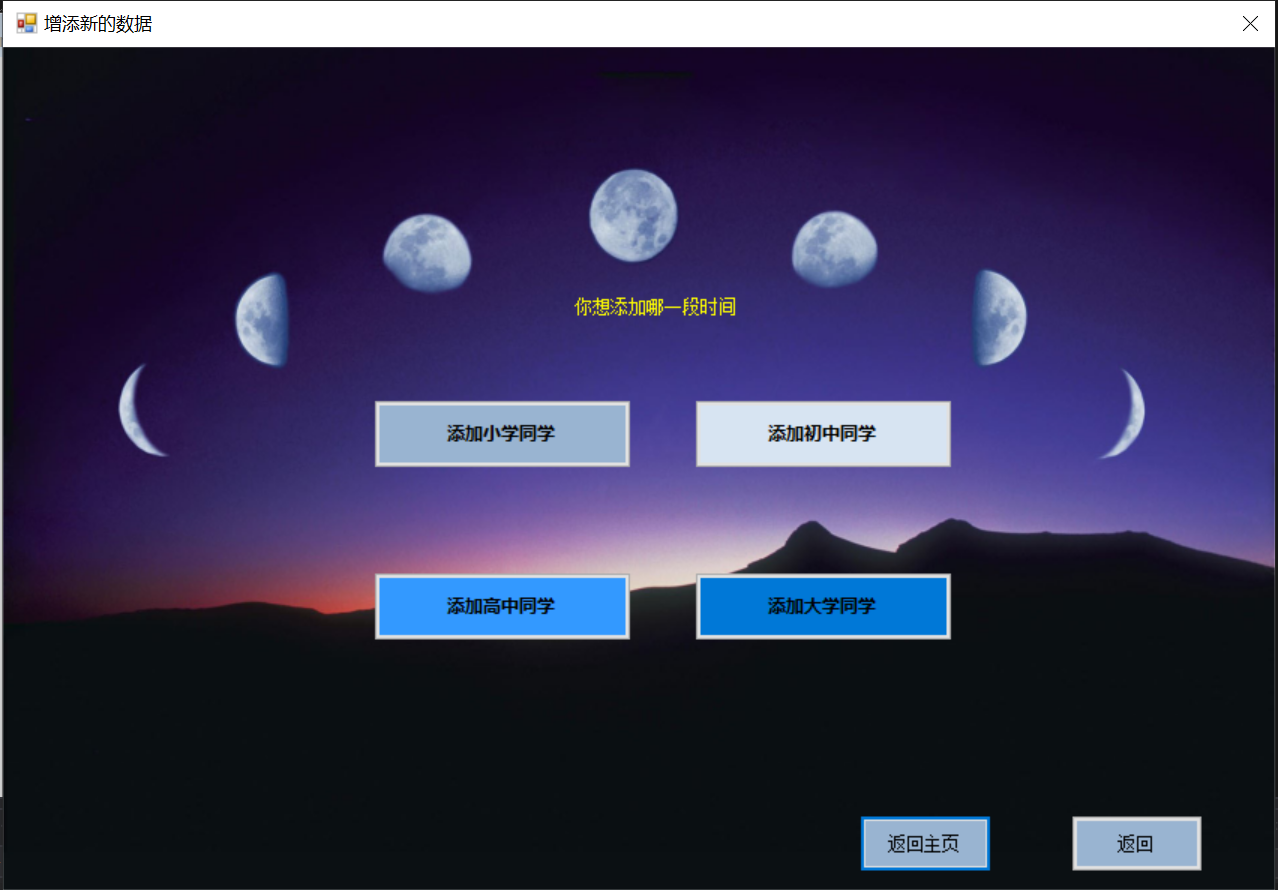 增添新的数据
你想添加哪一段时间
添加小学同学
添加初中同学
添加高中同学
添加大学同学
返回主页
返回